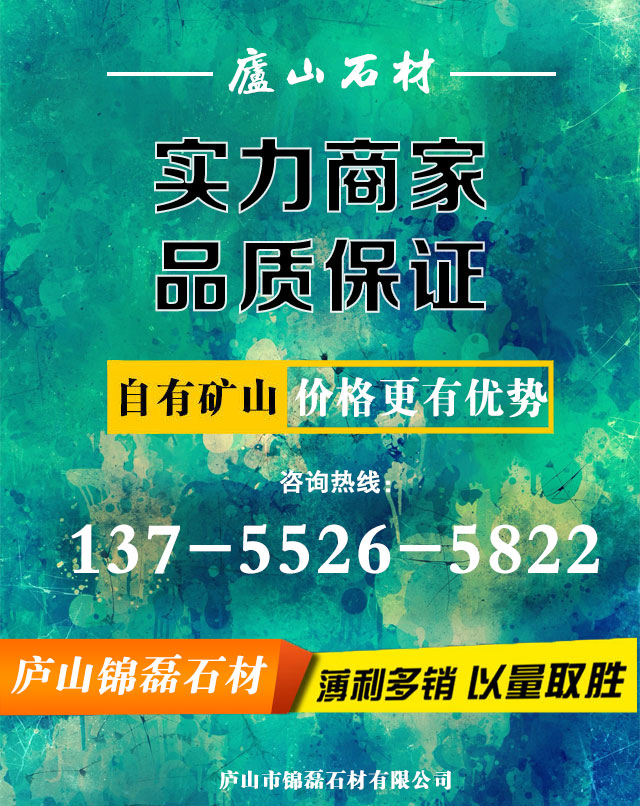 廬山石材
实力商家
品质保证
自有矿山 价格更有优势
咨询热线：
137-5526-5822
庐山锦磊石材
薄利多销 以量取胜
庐山市锦磊石材有限公司